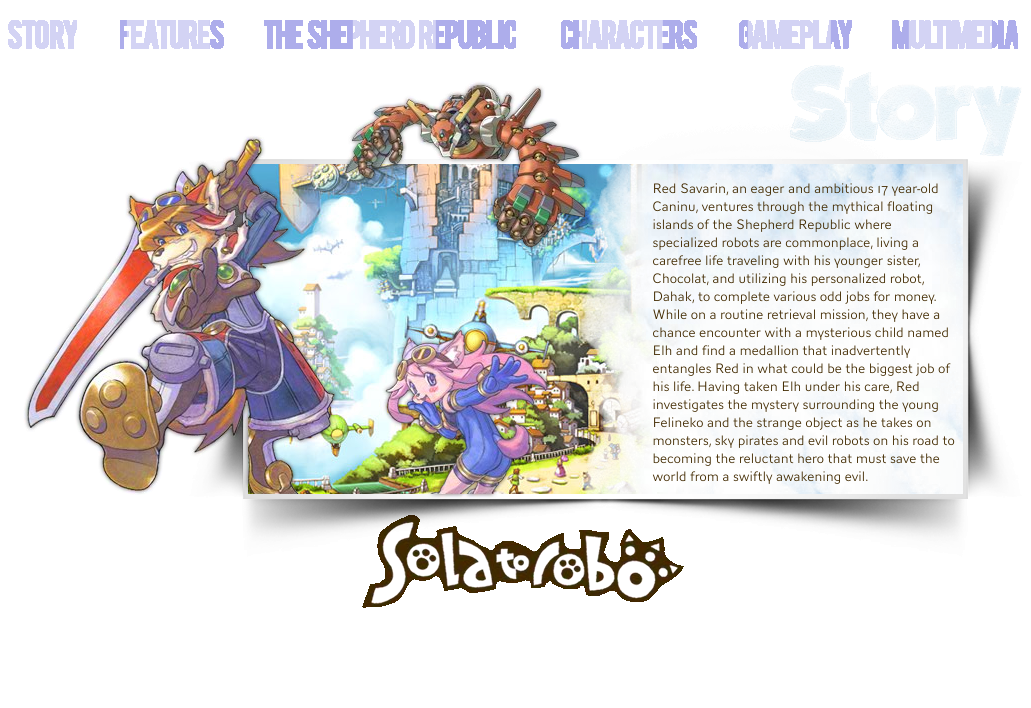 STORY FEATURES THE SHEPHERD REPUBLIC CHARACTERS GAMEPLAY MULTIMEDIA
Story
Red Savarin, an eager and ambitious 17 year-old
Caninu, ventures through the mythical floating
islands of the Shepherd Republic where
specialized robots are commonplace, living a
carefree life traveling with his younger sister,
Chocolat, and utilizing his personalized robot,
Dahak, to complete various odd jobs for money.
While on a routine retrieval mission, they have a
chance encounter with a mysterious child named
Elh and find a medallion that inadvertently
entangles Red in what could be the biggest job of
his life. Having taken Elh under his care, Red
investigates the mystery surrounding the young
Felineko and the strange object as he takes on
monsters, sky pirates and evil robots on his road to
becoming the reluctant hero that must save the
world from a swiftly awakening evil.
Solatorobo